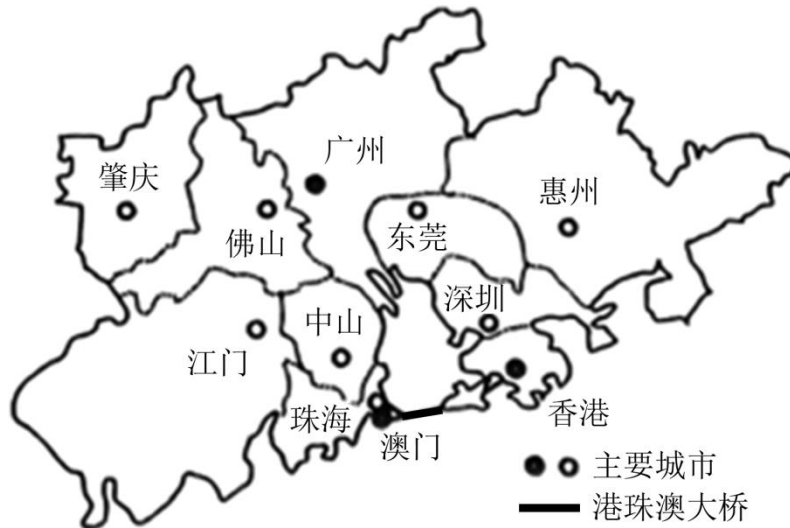 广州
肇庆
惠州
佛山
东莞
深圳
中山
江门
珠海
香港
澳门
主要城市
港珠澳大桥